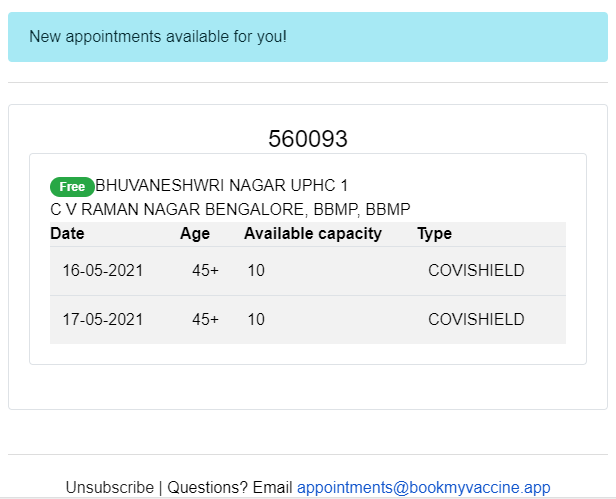 New appointments available for you!
560093
Free BHUVANESHWRI NAGAR UPHC 1
C V RAMAN NAGAR BENGALORE, BBMP, BBMP
Date Age Available capacity Type
16-05-2021 45+ 10 COVISHIELD
17-05-2021 45+ 10 COVISHIELD
Unsubscribe | Questions? Email appointments@bookmyvaccine.app